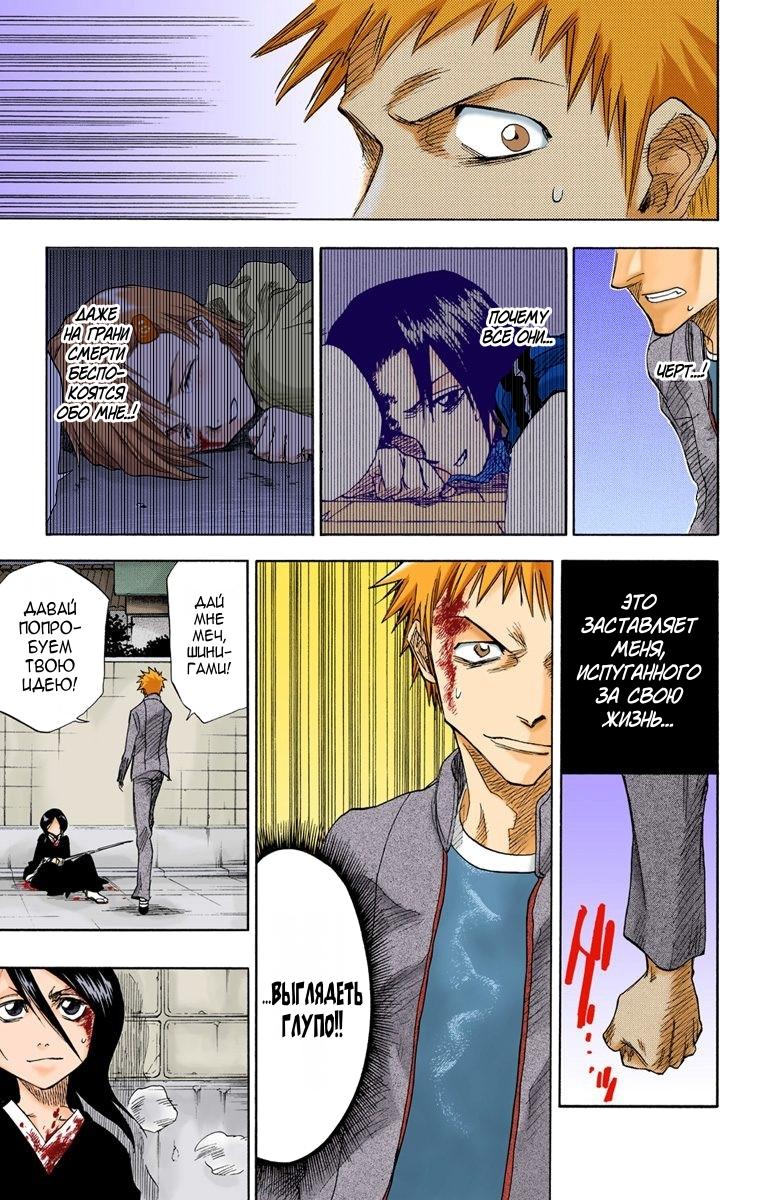 ЧЕРТ...!
ПОЧЕМУ
ВСЕ ОНИ...
ДАЖЕ
НА ГРАНИ
СМЕРТИ
БЕСПО-
КОЯТСЯ
ОБО МНЕ..!
ЭТО
ЗАСТАВЛЯЕТ
МЕНЯ,
ИСПУГАННОГО
ЗА СВОЮ
ЖИЗНЬ...
...ВЫГЛЯДЕТЬ
ГЛУПО!!
ДАЙ
МНЕ
МЕЧ,
ШИНИ-
ГАМИ!
ДАВАЙ
ПОПРО-
БУЕМ
ТВОЮ
ИДЕЮ!